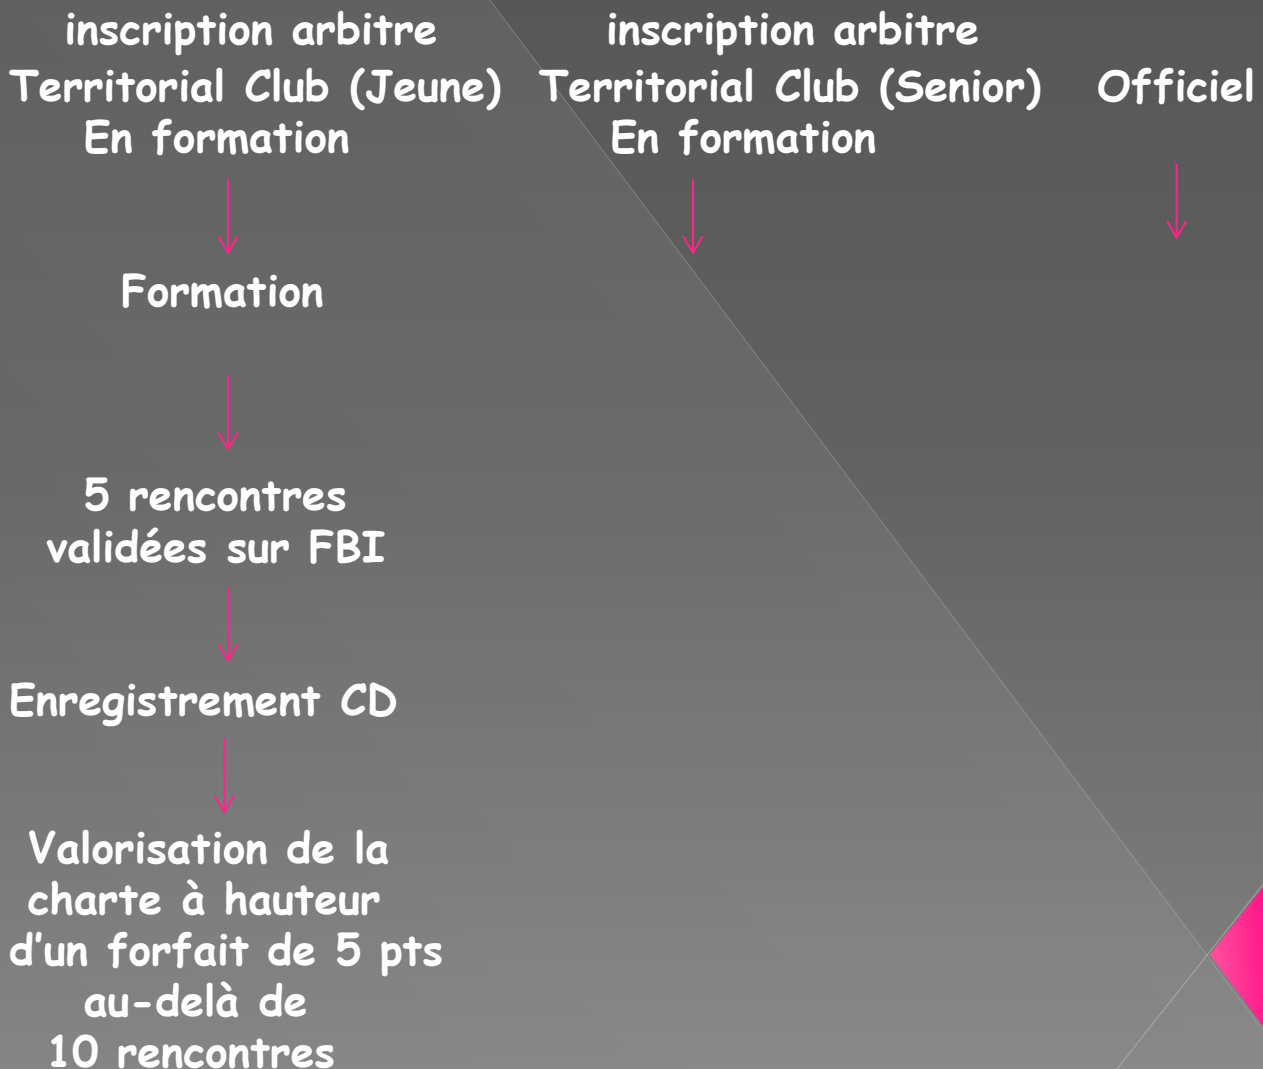 inscription arbitre
Territorial Club (Jeune)
En formation
Formation
5 rencontres
validées sur FBI
Enregistrement CD
Valorisation de la
charte à hauteur
d'un forfait de 5 pts
au-delà de
10 rencontres
inscription arbitre
Territorial Club (Senior)
En formation
Officiel